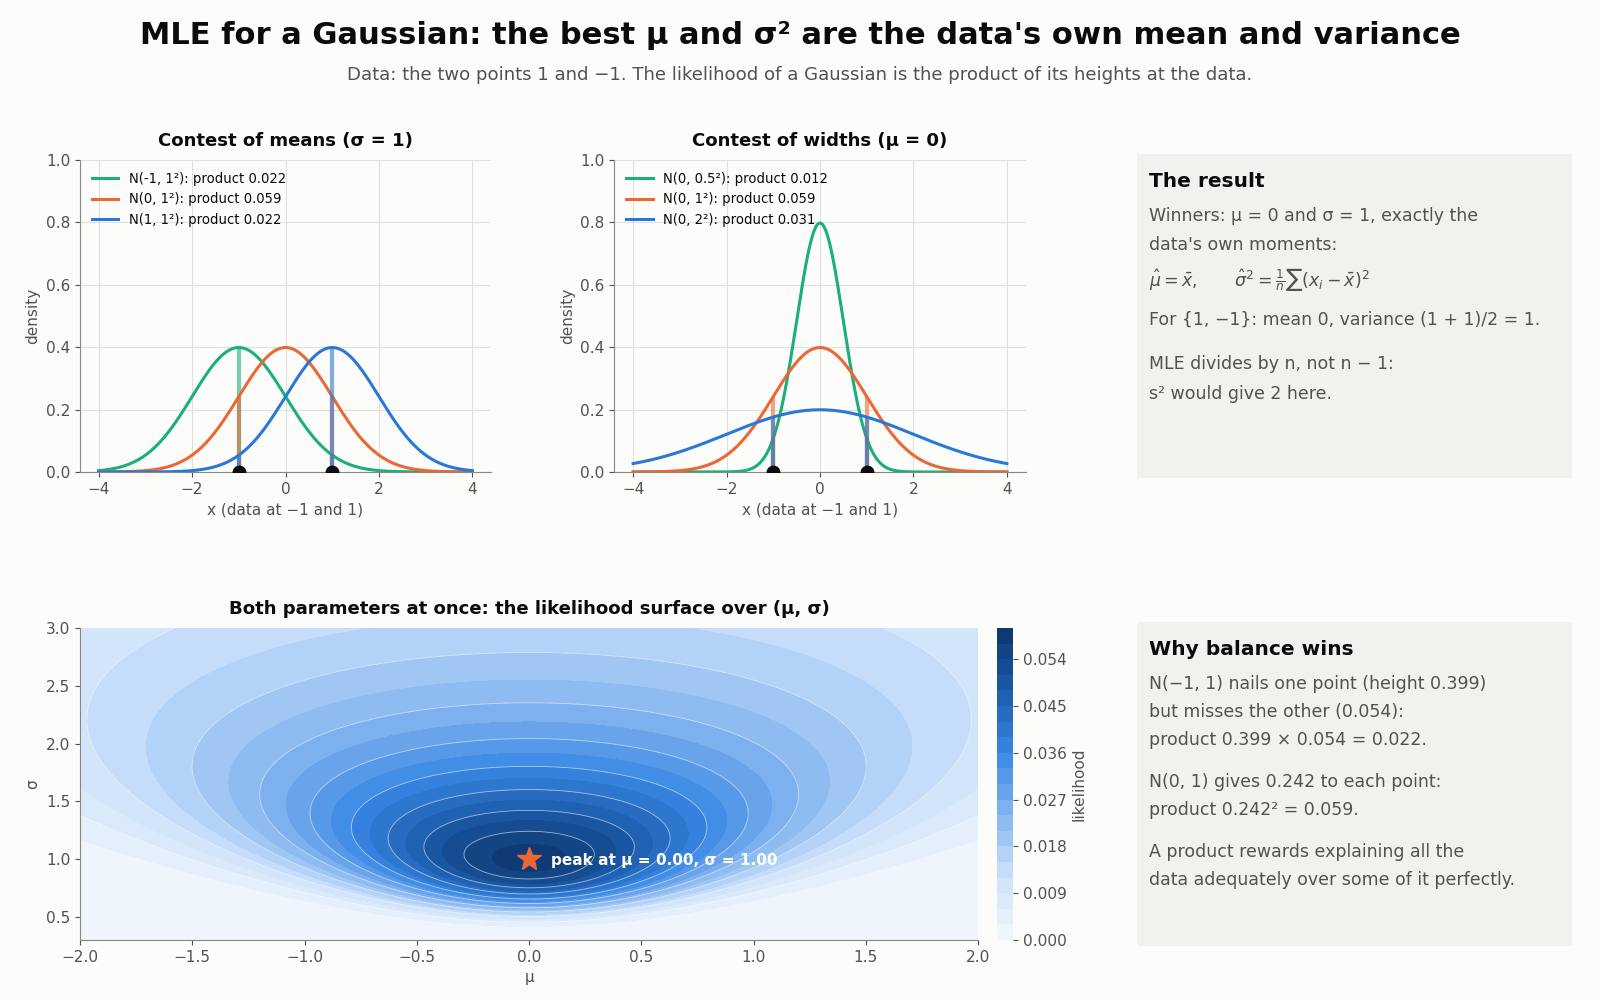 MLE for a Gaussian: the best μ and σ² are the data's own mean and variance
Data: the two points 1 and −1. The likelihood of a Gaussian is the product of its heights at the data.
Contest of means (σ = 1)
1.0
0.8
0.6
0.4
0.2
0.0
density
N(-1, 1²): product 0.022
N(0, 1²): product 0.059
N(1, 1²): product 0.022
−4
−2
0
2
4
x (data at −1 and 1)
Contest of widths (μ = 0)
1.0
0.8
0.6
0.4
0.2
0.0
density
N(0, 0.5²): product 0.012
N(0, 1²): product 0.059
N(0, 2²): product 0.031
−4
−2
0
2
4
x (data at −1 and 1)
The result
Winners: μ = 0 and σ = 1, exactly the
data's own moments:
μ̂ = x̄, σ̂² = 1/n ∑(xᵢ − x̄)²
For {1, −1}: mean 0, variance (1 + 1)/2 = 1.
MLE divides by n, not n − 1:
s² would give 2 here.
Both parameters at once: the likelihood surface over (μ, σ)
3.0
2.5
2.0
1.5
1.0
0.5
σ
peak at μ = 0.00, σ = 1.00
−2.0
−1.5
−1.0
−0.5
0.0
0.5
1.0
1.5
2.0
μ
0.054
0.045
0.036
0.027
0.018
0.009
0.000
likelihood
Why balance wins
N(−1, 1) nails one point (height 0.399)
but misses the other (0.054):
product 0.399 × 0.054 = 0.022.
N(0, 1) gives 0.242 to each point:
product 0.242² = 0.059.
A product rewards explaining all the
data adequately over some of it perfectly.